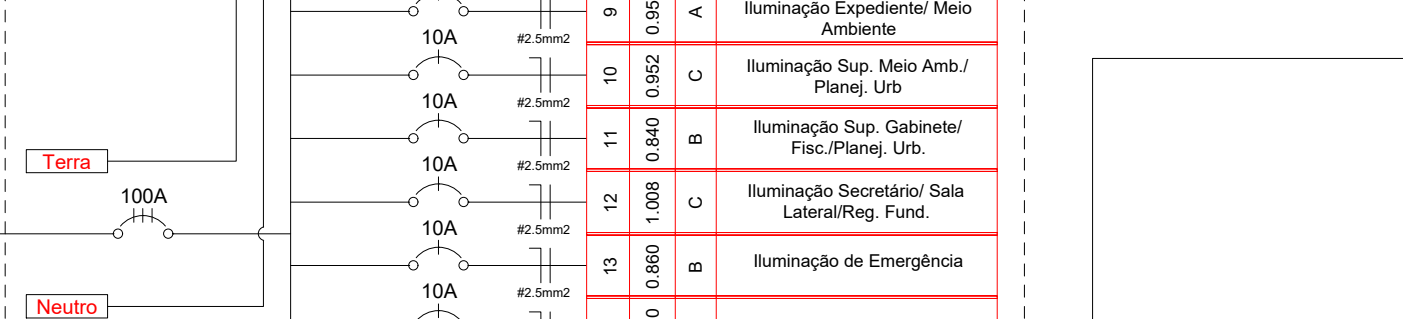 9
0.95
A
Iluminação Expediente/ Meio
Ambiente
10A
#2.5mm2
10
0.952
C
Iluminação Sup. Meio Amb./
Planej. Urb
10A
#2.5mm2
11
0.840
B
Iluminação Sup. Gabinete/
Fisc./Planej. Urb.
Terra
10A
#2.5mm2
100A
12
1.008
C
Iluminação Secretário/ Sala
Lateral/Reg. Fund.
10A
#2.5mm2
13
0.860
B
Iluminação de Emergência
10A
#2.5mm2
Neutro